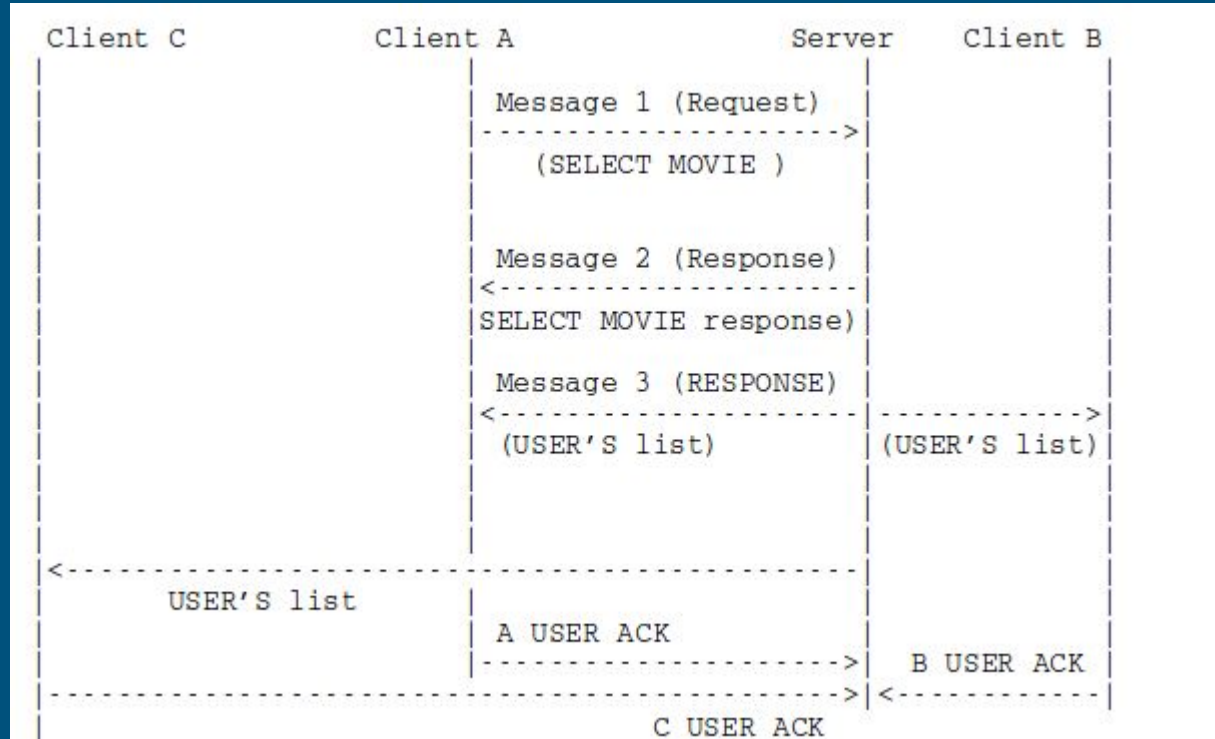 Client C Client A Server Client B
Message 1 (Request)
(SELECT MOVIE )
Message 2 (Response)
SELECT MOVIE response)
Message 3 (RESPONSE)
(USER'S list) (USER'S list)
USER'S list
A USER ACK
B USER ACK
C USER ACK